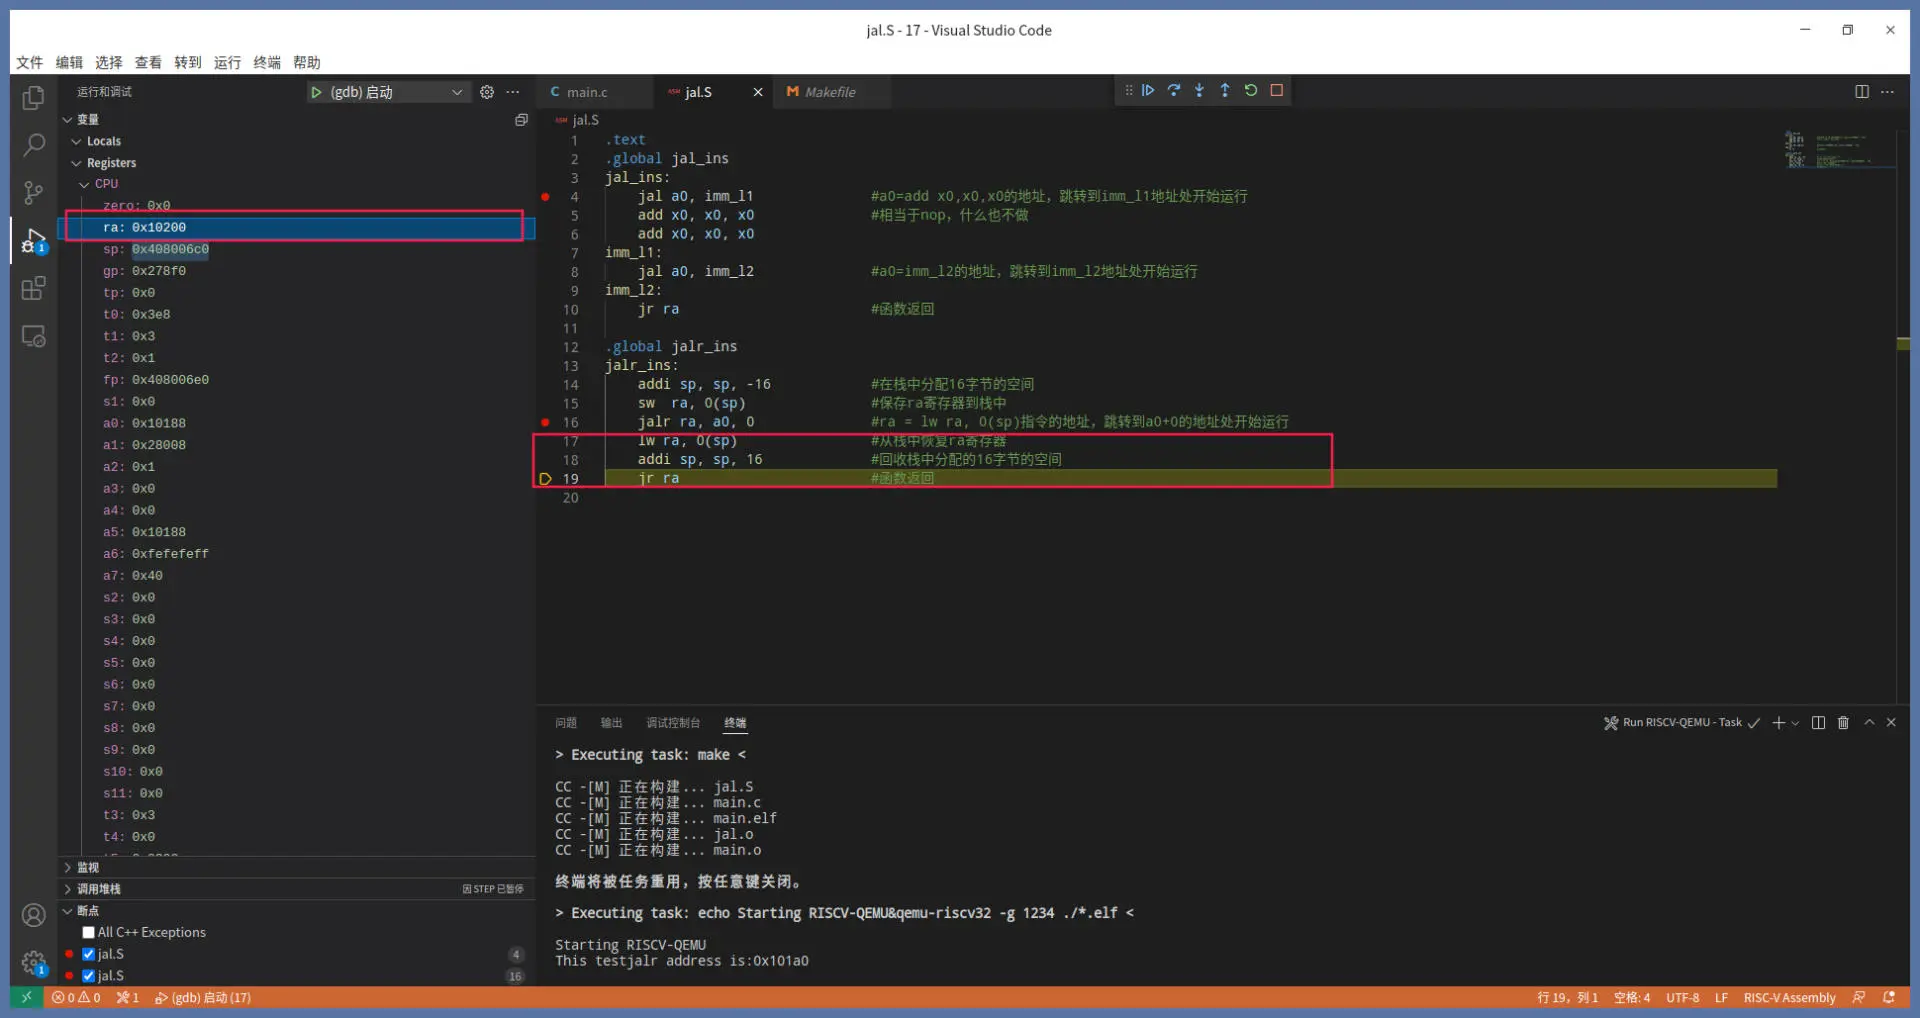 jal.S - 17 - Visual Studio Code
文件 编辑 选择 查看 转到 运行 终端 帮助
运行和调试 (gdb) 启动 ···
变量
Locals
Registers
CPU
zero: 0x0
ra: 0x10200
sp: 0x408006c0
gp: 0x278f0
tp: 0x0
t0: 0x3e8
t1: 0x3
t2: 0x1
fp: 0x408006e0
s1: 0x0
a0: 0x10188
a1: 0x28008
a2: 0x1
a3: 0x0
a4: 0x0
a5: 0x10188
a6: 0xfefefeff
a7: 0x40
s2: 0x0
s3: 0x0
s4: 0x0
s5: 0x0
s6: 0x0
s7: 0x0
s8: 0x0
s9: 0x0
s10: 0x0
s11: 0x0
t3: 0x3
t4: 0x0
监视
调用堆栈 因 STEP 已暂停
断点
All C++ Exceptions
jal.S 4
jal.S 16
C main.c
ASM jal.S
M Makefile
ASM jal.S
1 .text
2 .global jal_ins
3 jal_ins:
4 jal a0, imm_l1 #a0=add x0,x0,x0的地址，跳转到imm_l1地址处开始运行
5 add x0, x0, x0 #相当于nop，什么也不做
6 add x0, x0, x0
7 imm_l1:
8 jal a0, imm_l2 #a0=imm_l2的地址，跳转到imm_l2地址处开始运行
9 imm_l2:
10 jr ra #函数返回
11
12 .global jalr_ins
13 jalr_ins:
14 addi sp, sp, -16 #在栈中分配16字节的空间
15 sw ra, 0(sp) #保存ra寄存器到栈中
16 jalr ra, a0, 0 #ra = lw ra, 0(sp)指令的地址，跳转到a0+0的地址处开始运行
17 lw ra, 0(sp) #从栈中恢复ra寄存器
18 addi sp, sp, 16 #回收栈中分配的16字节的空间
19 jr ra #函数返回
20
问题 输出 调试控制台 终端 Run RISCV-QEMU - Task
> Executing task: make <
CC -[M] 正在构建... jal.S
CC -[M] 正在构建... main.c
CC -[M] 正在构建... main.elf
CC -[M] 正在构建... jal.o
CC -[M] 正在构建... main.o
终端将被任务重用，按任意键关闭。
> Executing task: echo Starting RISCV-QEMU&qemu-riscv32 -g 1234 ./*.elf <
Starting RISCV-QEMU
This testjalr address is:0x101a0
0 0 1 (gdb) 启动 (17) 行 19，列 1 空格: 4 UTF-8 LF RISC-V Assembly